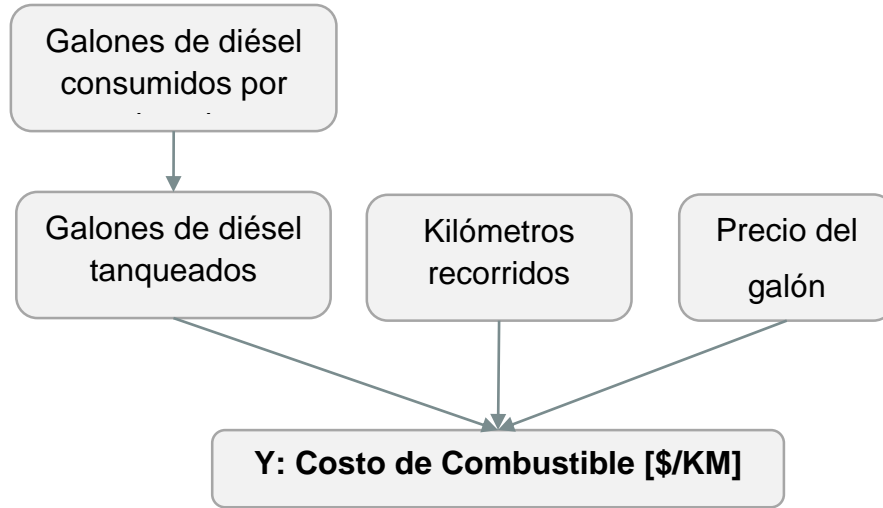 Galones de diésel
consumidos por
Galones de diésel
tanqueados
Kilómetros
recorridos
Precio del
galón
Y: Costo de Combustible [$/KM]